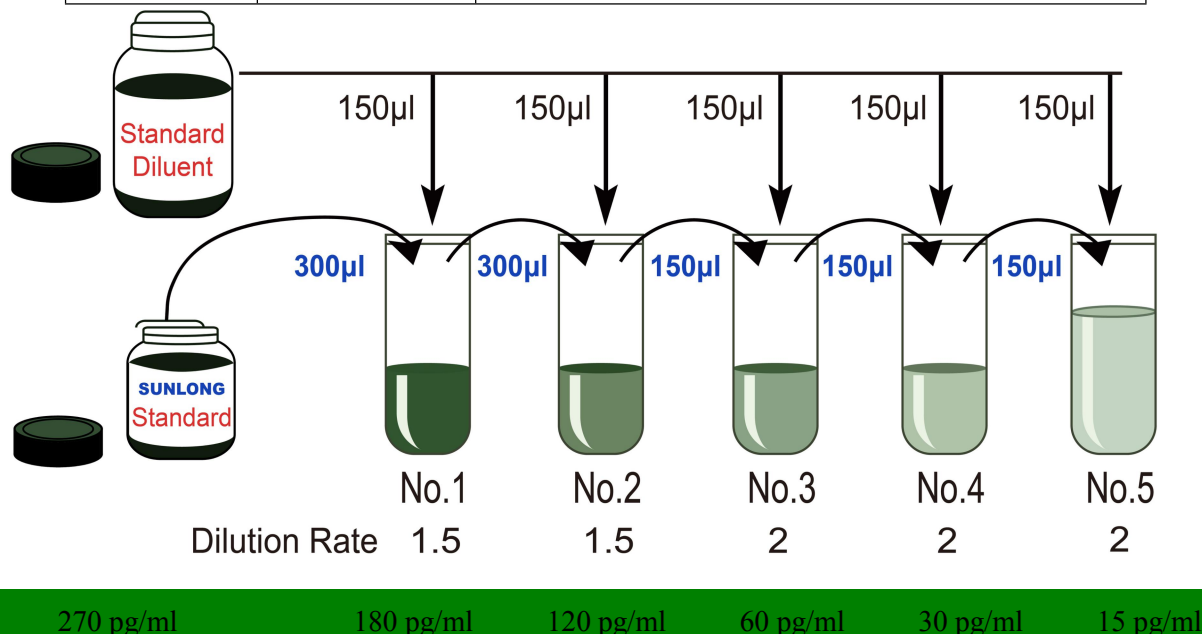 150µl 150µl 150µl 150µl 150µl
Standard
Diluent
300µl 300µl 150µl 150µl 150µl
SUNLONG
Standard
No.1 No.2 No.3 No.4 No.5
Dilution Rate 1.5 1.5 2 2 2
270 pg/ml 180 pg/ml 120 pg/ml 60 pg/ml 30 pg/ml 15 pg/ml